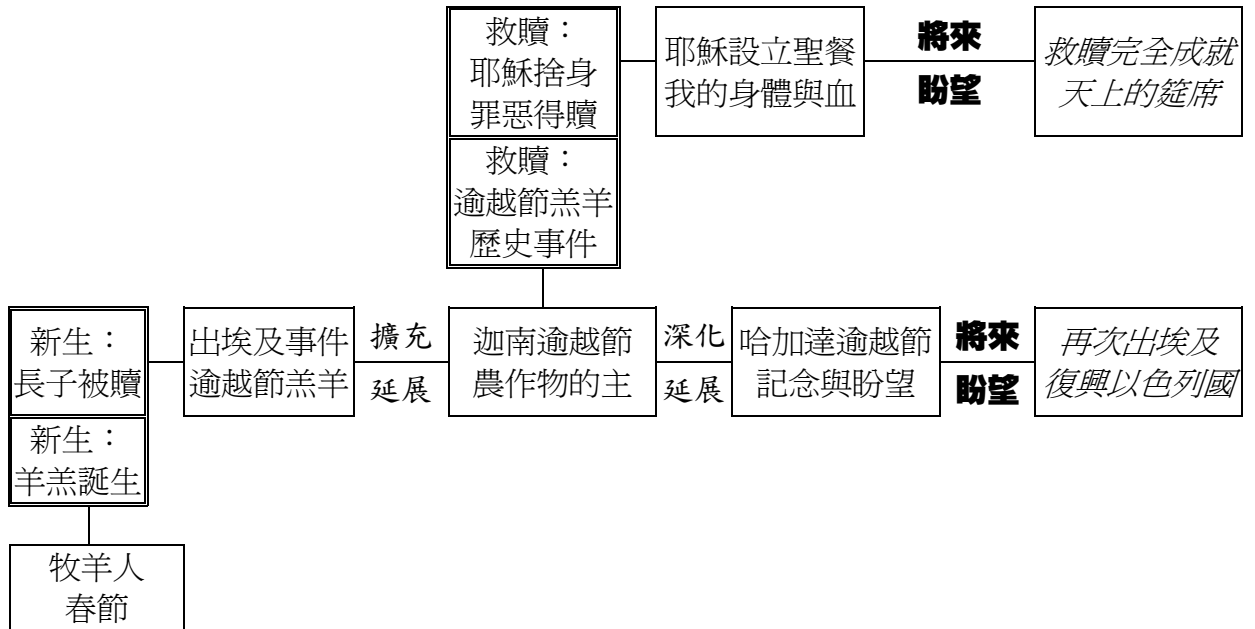 救贖：
耶穌捨身
罪惡得贖
耶穌設立聖餐
我的身體與血
將來
盼望
救贖完全成就
天上的筵席
救贖：
逾越節羔羊
歷史事件
新生：
長子被贖
出埃及事件
逾越節羔羊
擴充
延展
迦南逾越節
農作物的主
深化
延展
哈加達逾越節
記念與盼望
將來
盼望
再次出埃及
復興以色列國
新生：
羊羔誕生
牧羊人
春節